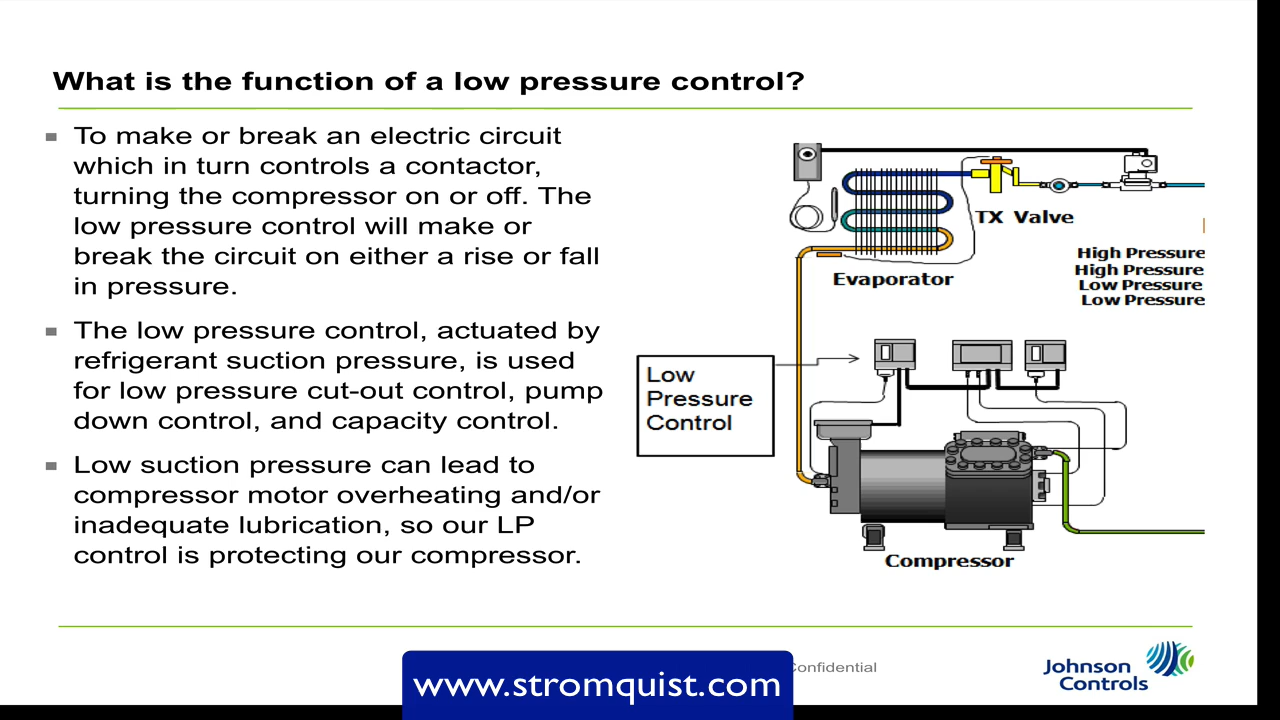 What is the function of a low pressure control?
To make or break an electric circuit
which in turn controls a contactor,
turning the compressor on or off. The
low pressure control will make or
break the circuit on either a rise or fall
in pressure.
The low pressure control, actuated by
refrigerant suction pressure, is used
for low pressure cut-out control, pump
down control, and capacity control.
Low suction pressure can lead to
compressor motor overheating and/or
inadequate lubrication, so our LP
control is protecting our compressor.
TX Valve
Evaporator
High Pressure
High Pressure
Low Pressure
Low Pressure
Low
Pressure
Control
Compressor
Confidential
www.stromquist.com
Johnson
Controls